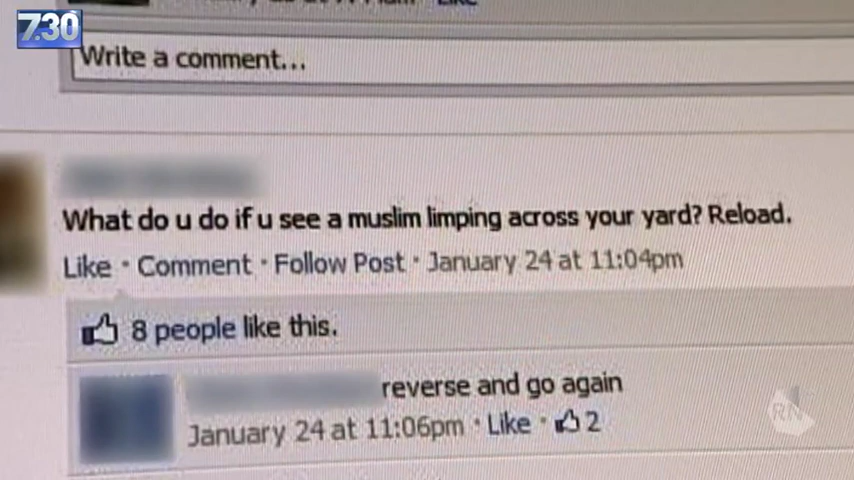 7.30
Write a comment...
What do u do if u see a muslim limping across your yard? Reload.
Like · Comment · Follow Post · January 24 at 11:04pm
8 people like this.
reverse and go again
January 24 at 11:06pm · Like · 2
RN